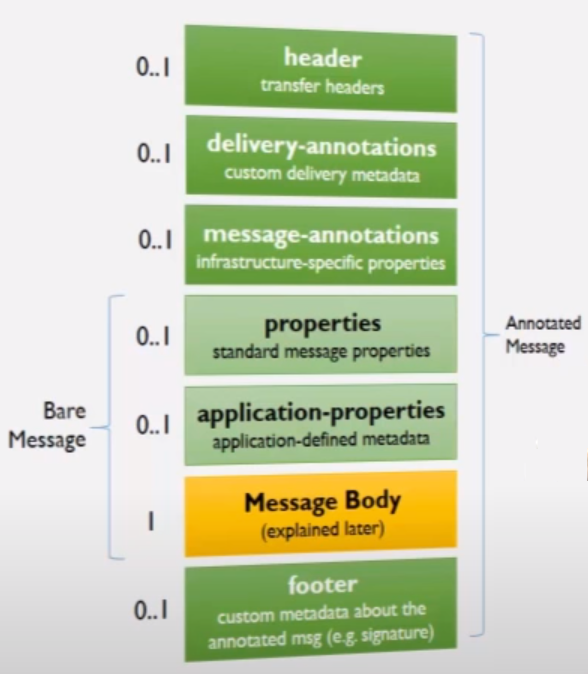 0..1
header
transfer headers
0..1
delivery-annotations
custom delivery metadata
0..1
message-annotations
infrastructure-specific properties
0..1
properties
standard message properties
Annotated
Message
Bare
Message
0..1
application-properties
application-defined metadata
1
Message Body
(explained later)
0..1
footer
custom metadata about the
annotated msg (e.g. signature)